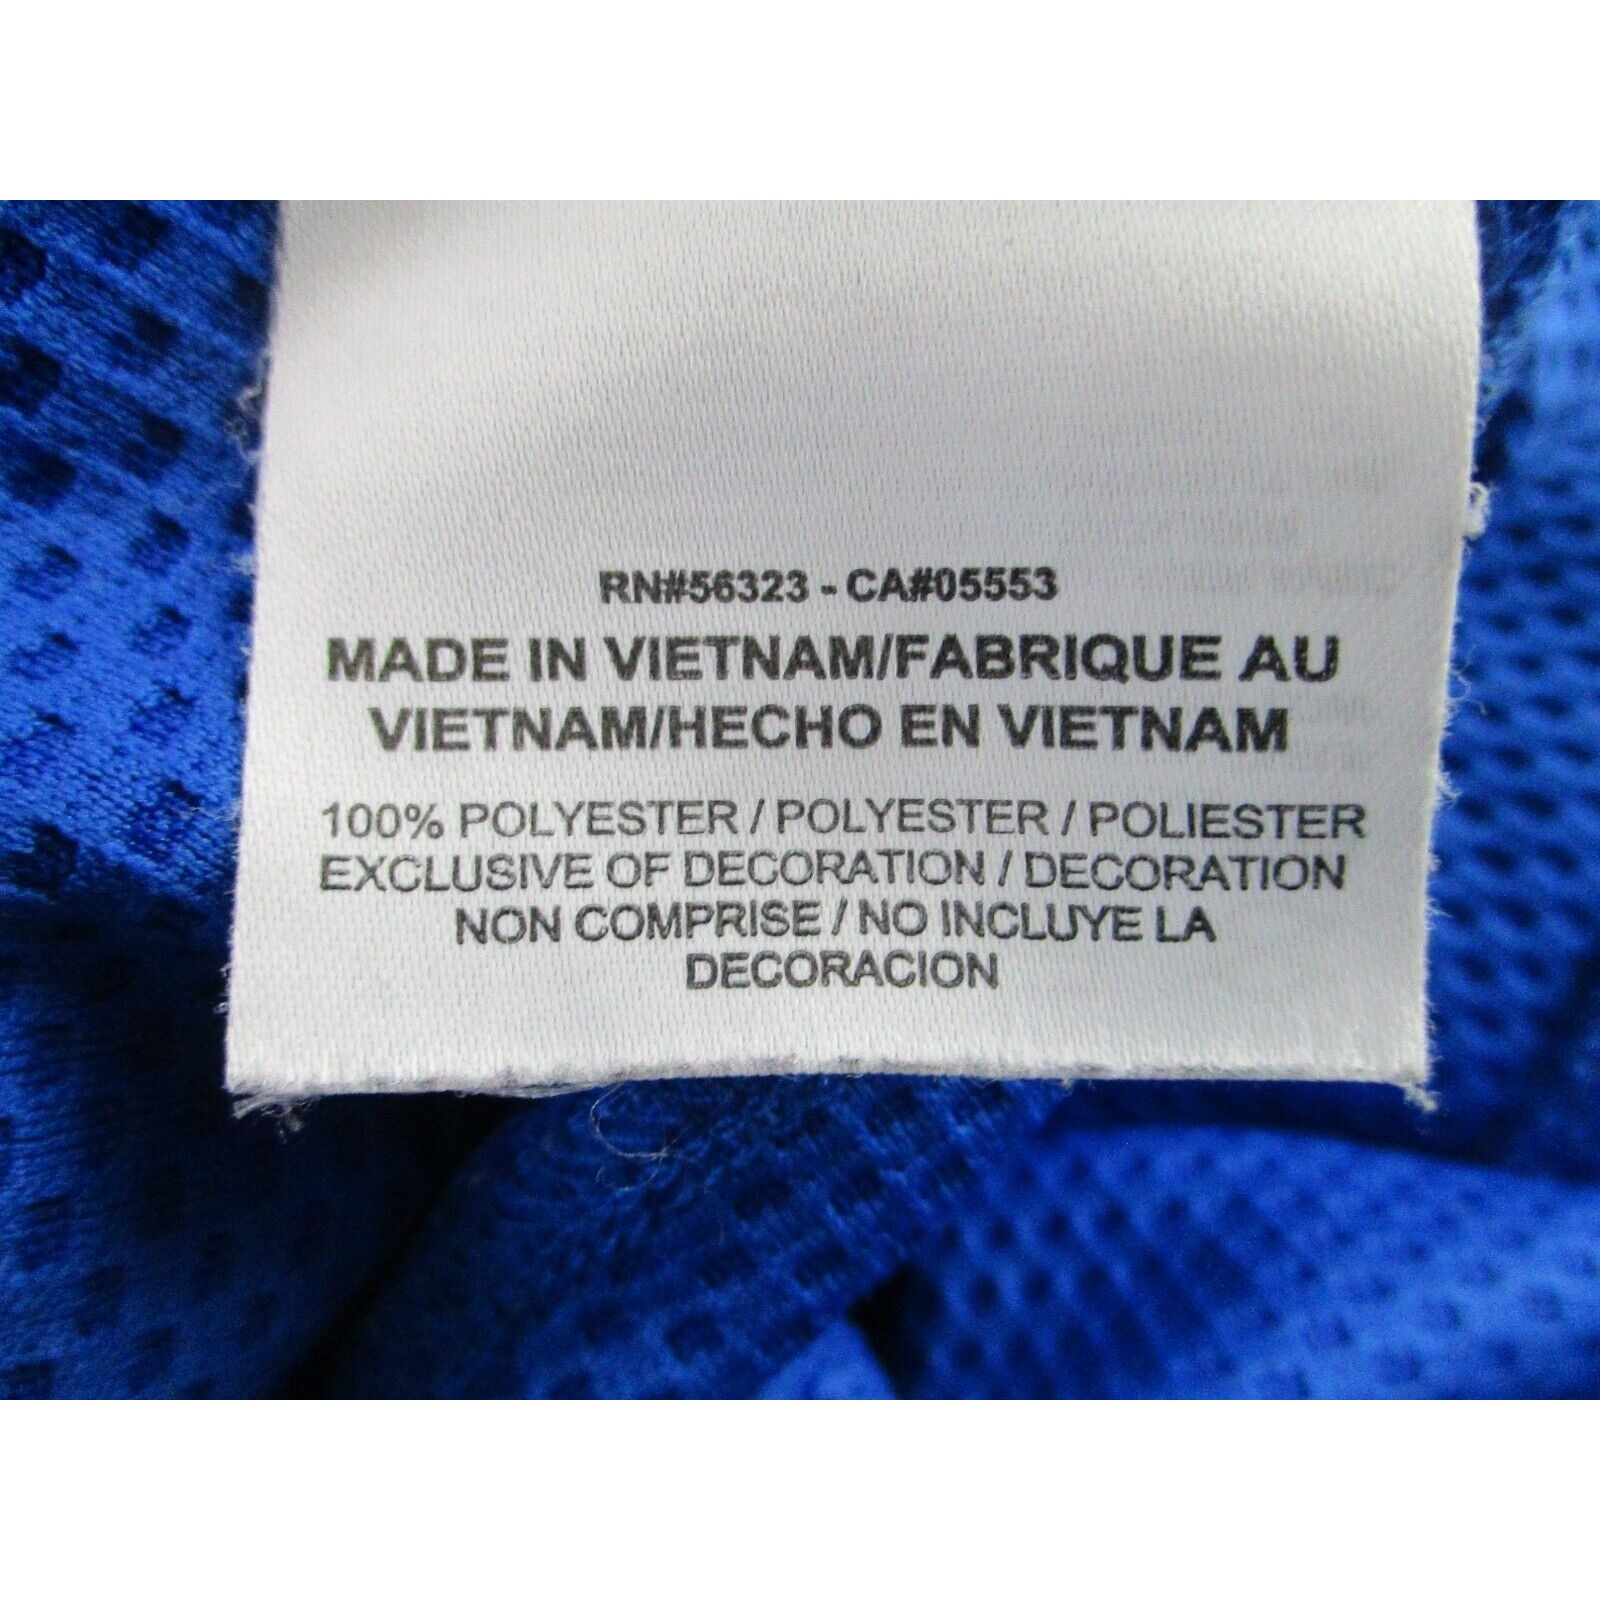 RN#56323 - CA#05553
MADE IN VIETNAM/FABRIQUE AU
VIETNAM/HECHO EN VIETNAM
100% POLYESTER / POLYESTER / POLIESTER
EXCLUSIVE OF DECORATION / DECORATION
NON COMPRISE / NO INCLUYE LA
DECORACION